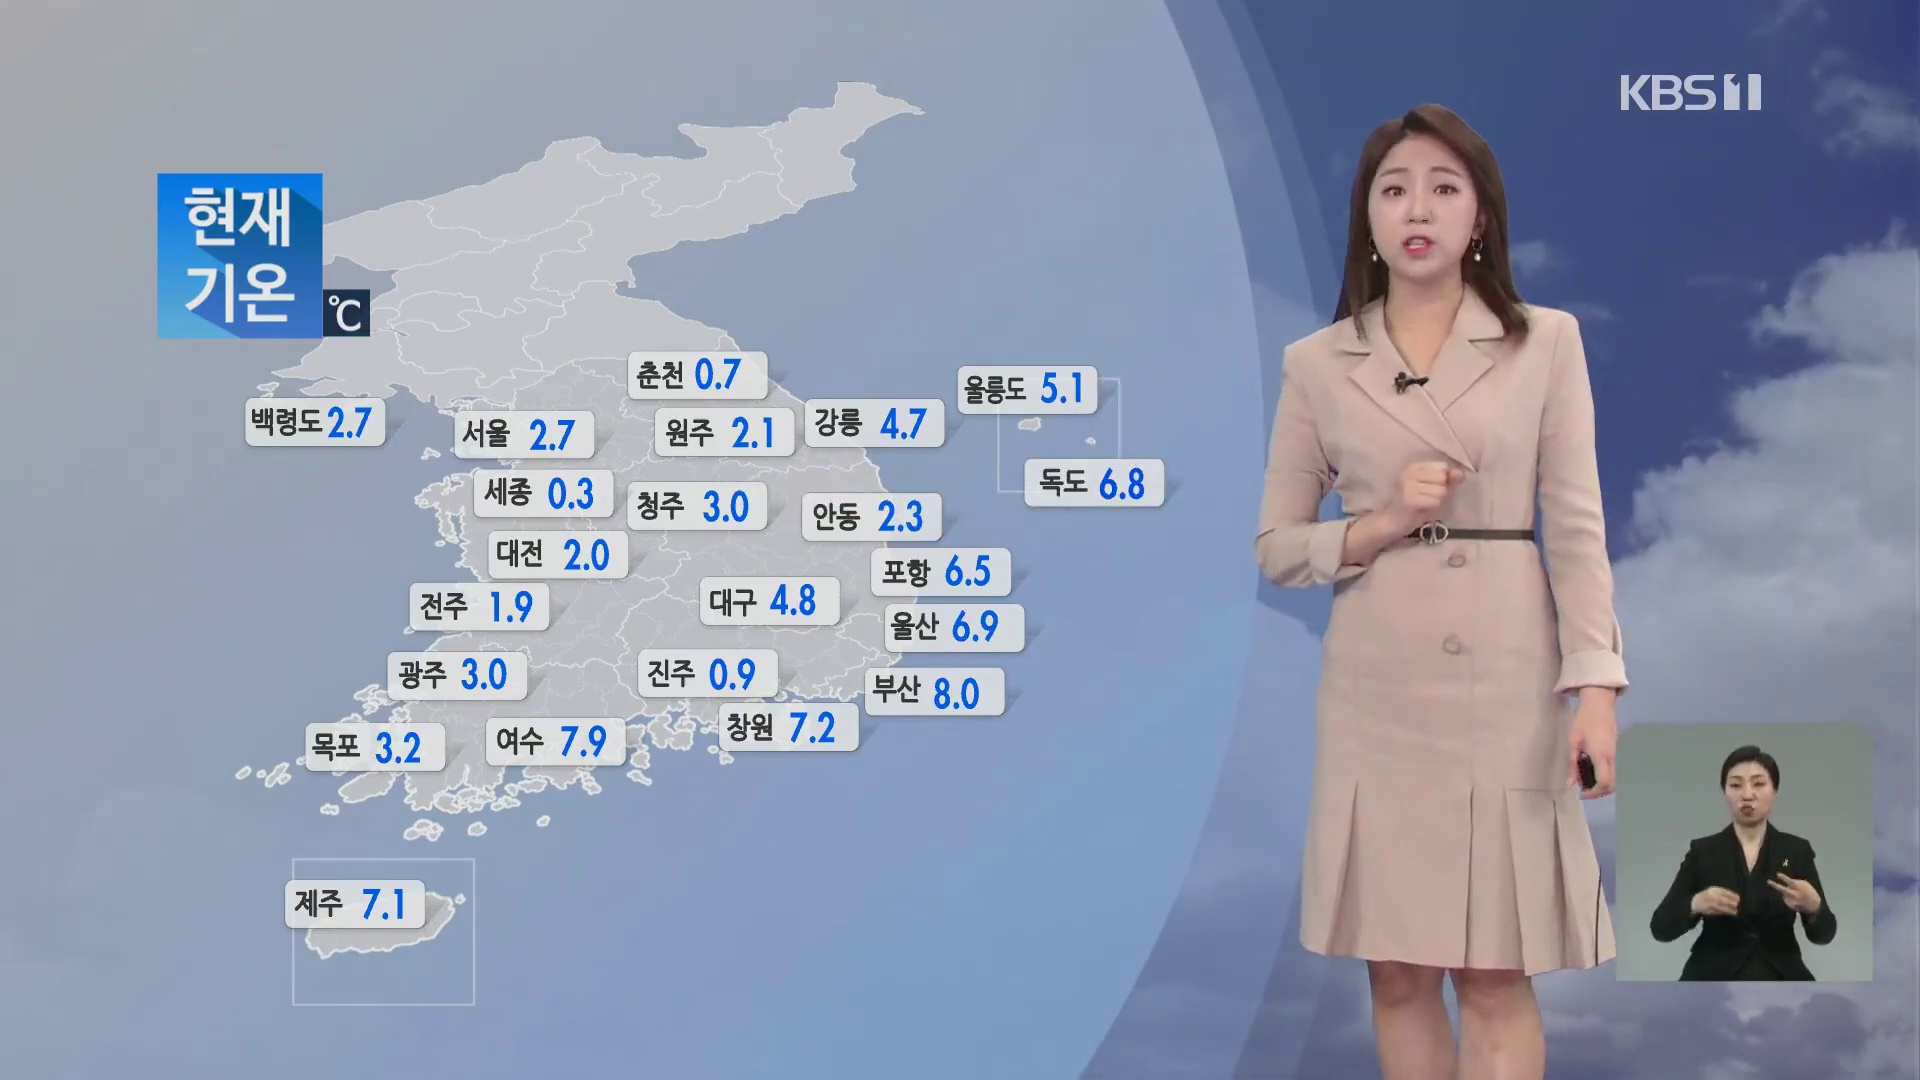 KBS 1
현재
기온
℃
춘천 0.7
울릉도 5.1
백령도 2.7
서울 2.7
원주 2.1
강릉 4.7
독도 6.8
세종 0.3
청주 3.0
안동 2.3
대전 2.0
포항 6.5
전주 1.9
대구 4.8
울산 6.9
광주 3.0
진주 0.9
부산 8.0
목포 3.2
여수 7.9
창원 7.2
제주 7.1